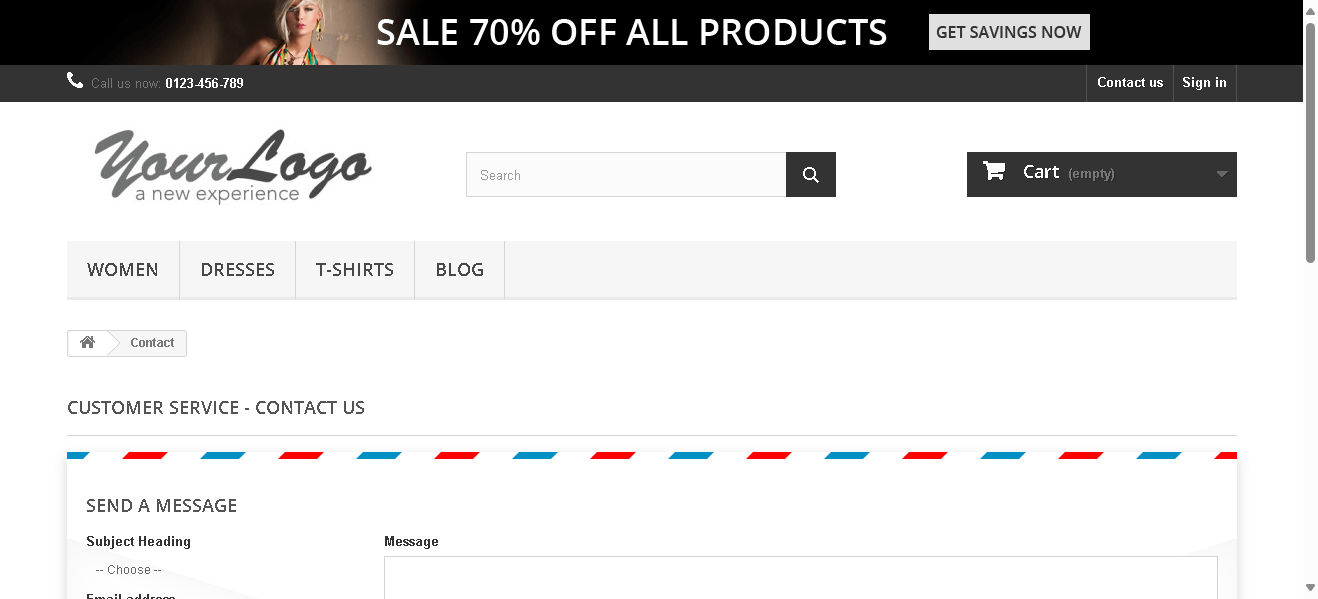 SALE 70% OFF ALL PRODUCTS GET SAVINGS NOW
Call us now: 0123-456-789 Contact us Sign in
YourLogo
a new experience
Search
Cart (empty)
WOMEN DRESSES T-SHIRTS BLOG
Contact
CUSTOMER SERVICE - CONTACT US
SEND A MESSAGE
Subject Heading Message
-- Choose --
Email address